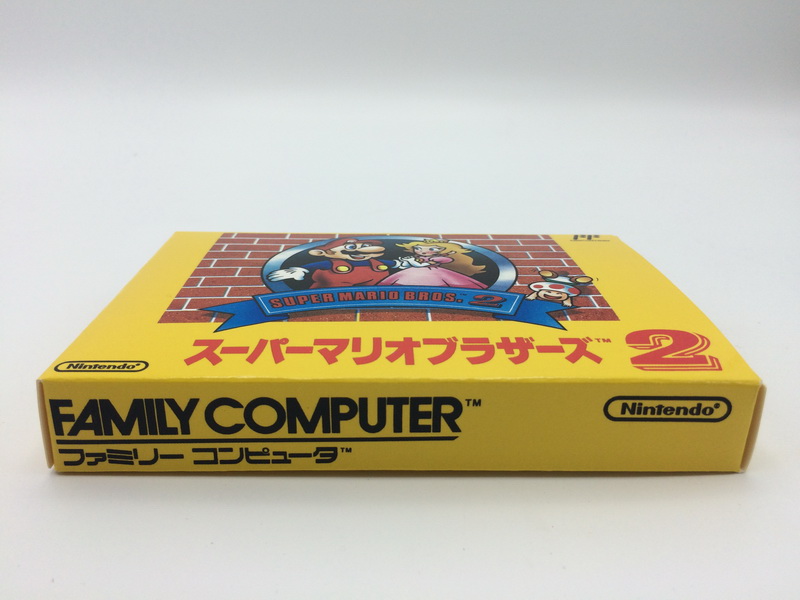 FF
SUPER MARIO BROS. 2
スーパーマリオブラザーズ™ 2
Nintendo®
FAMILY COMPUTER™
Nintendo®
ファミリー コンピュータ™